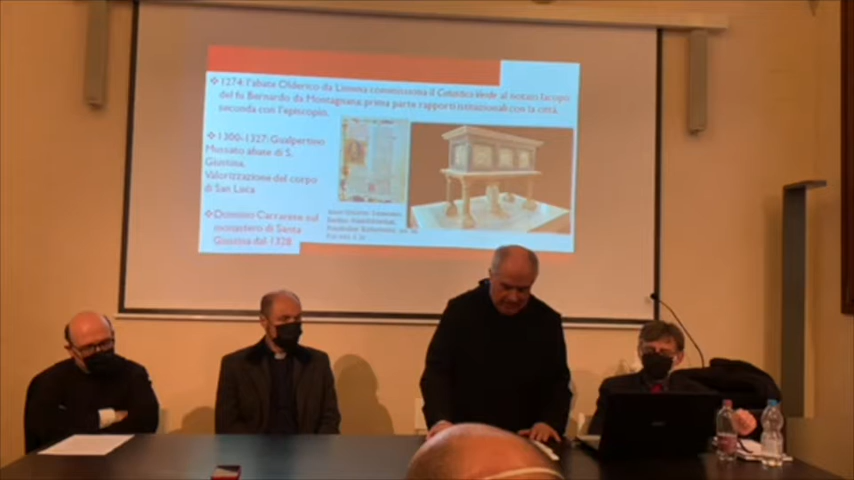 ❖ 1274: l'abate Olderico da Limena commissiona il Catastico Verde al notaio Iacopo
del fu Bernardo da Montagnana: prima parte rapporti istituzionali con la città,
seconda con l'episcopio.
❖ 1300-1327: Gualpertino
Mussato abate di S.
Giustina.
Valorizzazione del corpo
di San Luca
❖ Dominio Carrarese sul
monastero di Santa
Giustina dal 1328.